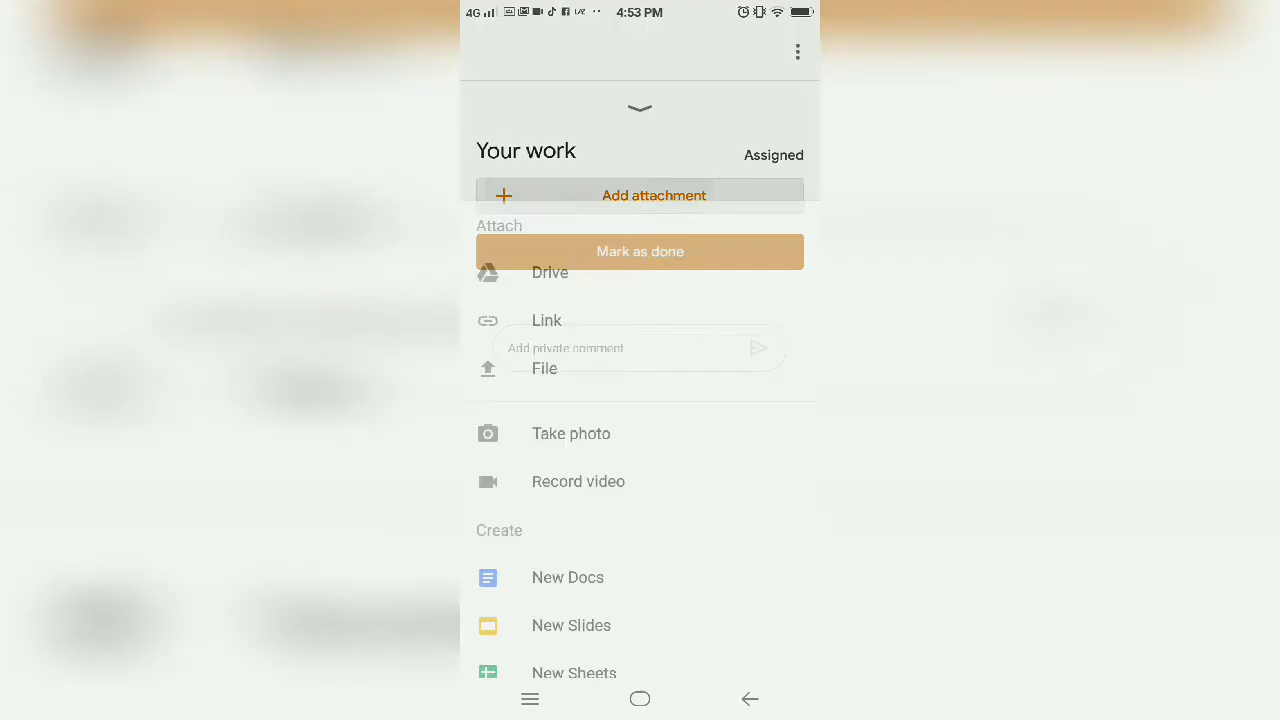 4G 4:53 PM
Your work
Assigned
Add attachment
Attach
Mark as done
Drive
Link
Add private comment
File
Take photo
Record video
Create
New Docs
New Slides
New Sheets